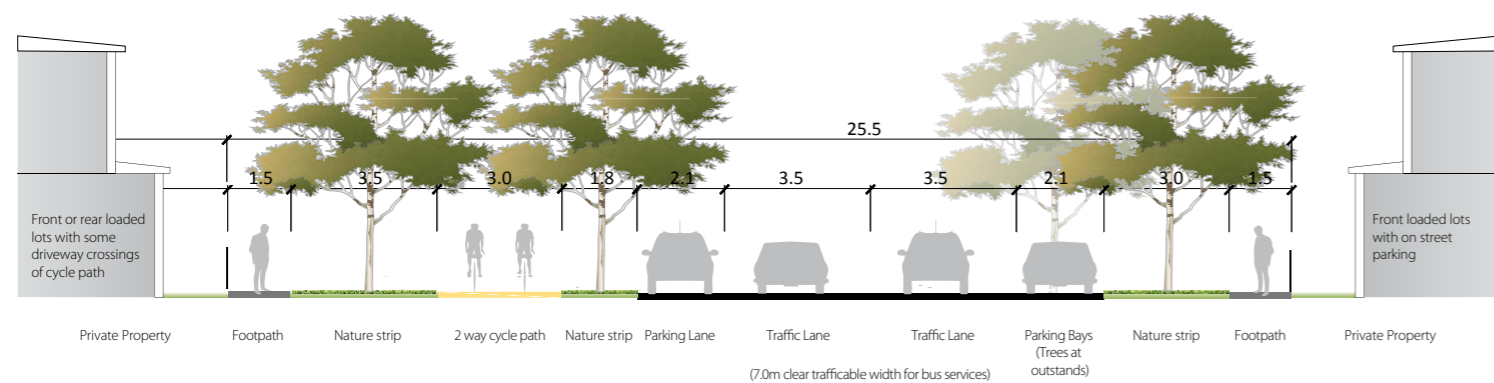 25.5
1.5 3.5 3.0 1.8 2.1 3.5 3.5 2.1 3.0 1.5
Front or rear loaded
lots with some
driveway crossings
of cycle path
Front loaded lots
with on street
parking
Private Property Footpath Nature strip 2 way cycle path Nature strip Parking Lane Traffic Lane Traffic Lane Parking Bays Nature strip Footpath Private Property
(Trees at
outstands)
(7.0m clear trafficable width for bus services)